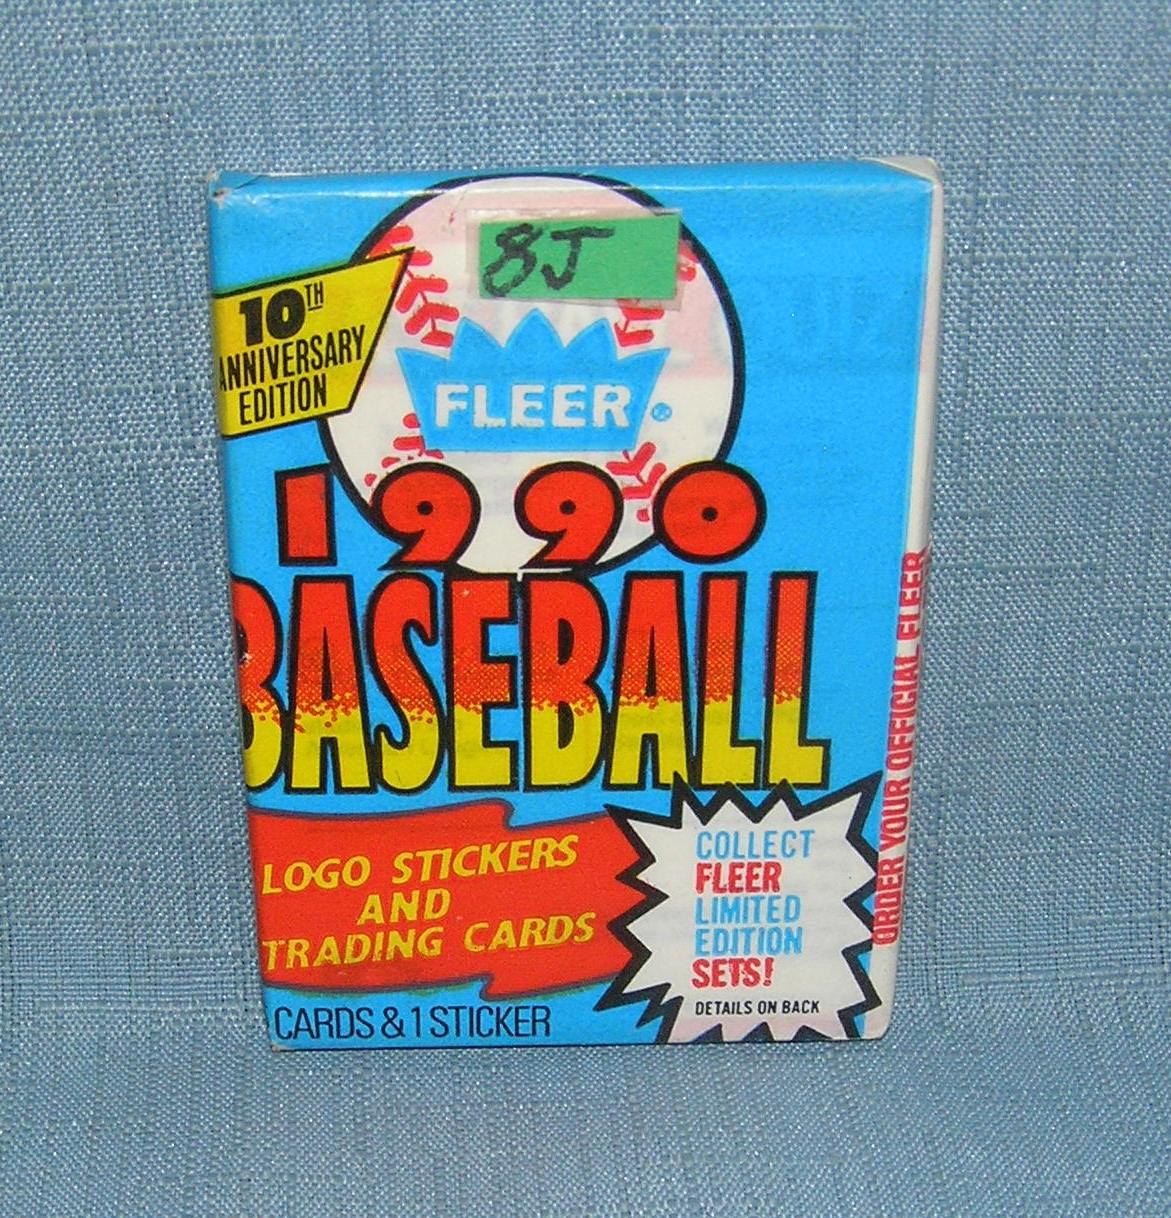 8J
10TH
ANNIVERSARY
EDITION
FLEER®
1990
BASEBALL
LOGO STICKERS
AND
TRADING CARDS
CARDS & 1 STICKER
COLLECT
FLEER
LIMITED
EDITION
SETS!
DETAILS ON BACK
ORDER YOUR OFFICIAL FLEER